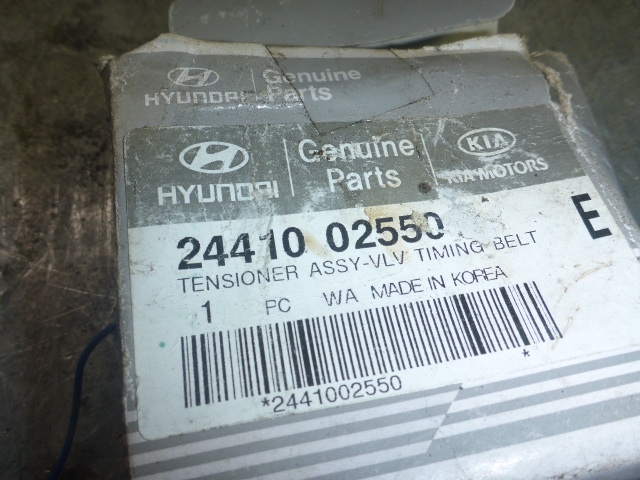 Genuine
HYUNDAI Parts
Genuine KIA
HYUNDAI Parts KIA MOTORS
24410 02550 E
TENSIONER ASSY-VLV TIMING BELT
1 PC WA MADE IN KOREA
*2441002550 *